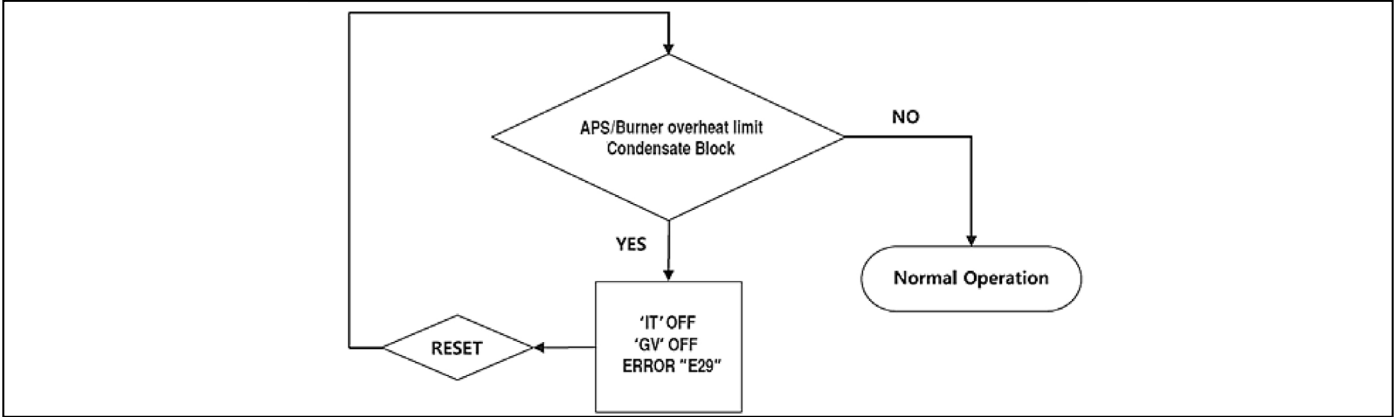 APS/Burner overheat limit
Condensate Block
NO
YES
Normal Operation
'IT' OFF
'GV' OFF
ERROR "E29"
RESET